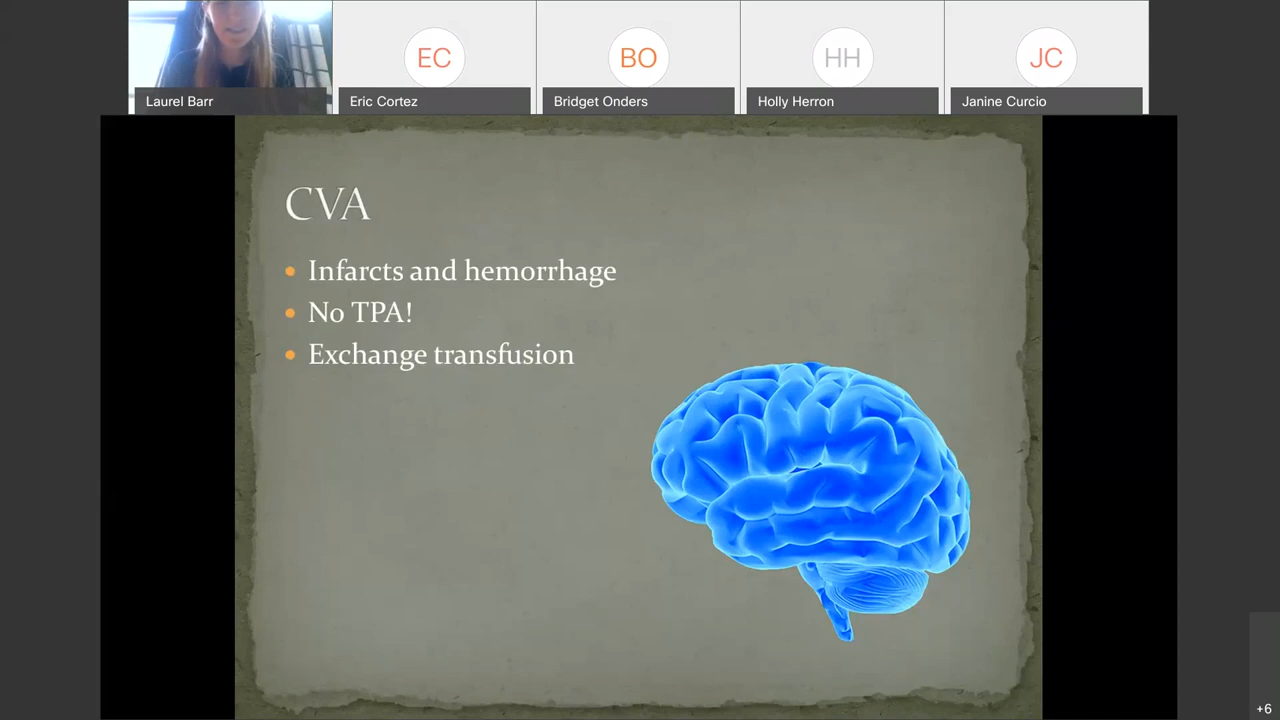 EC
BO
HH
JC
Laurel Barr
Eric Cortez
Bridget Onders
Holly Herron
Janine Curcio
CVA
• Infarcts and hemorrhage
• No TPA!
• Exchange transfusion
+6